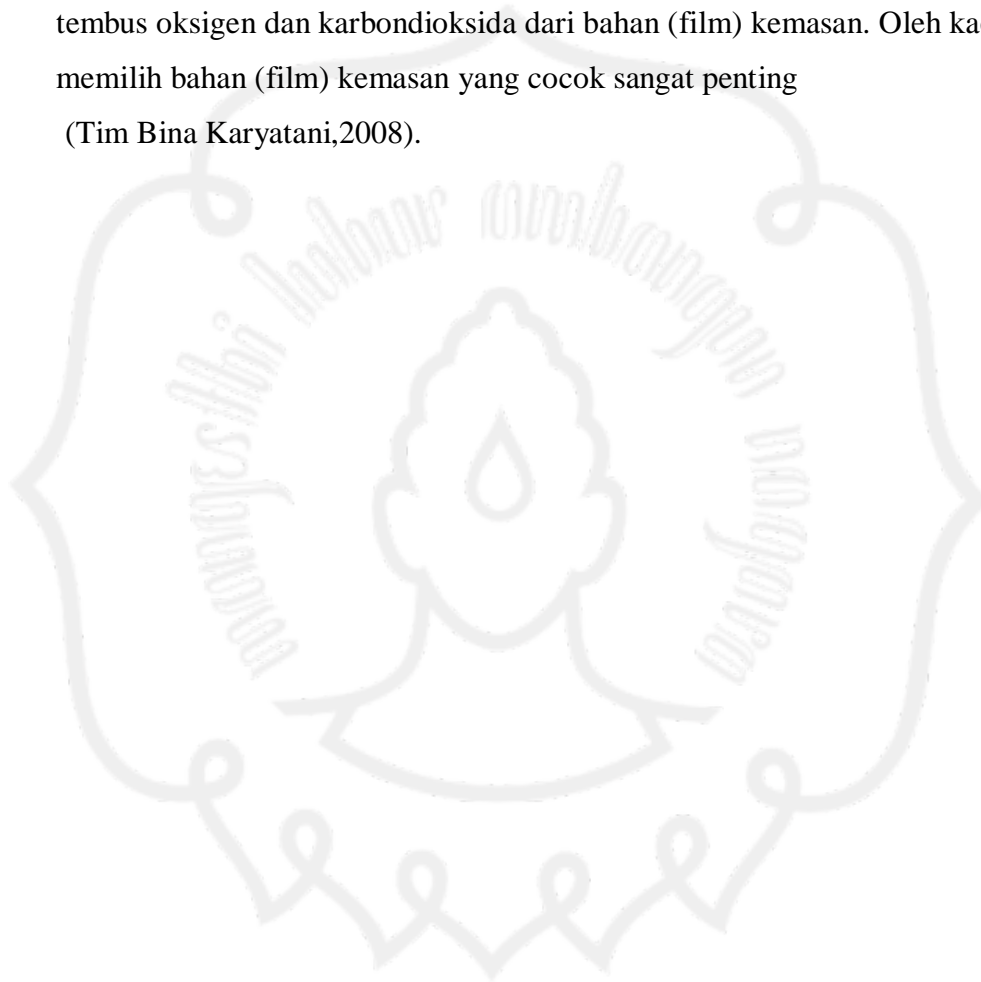 tembus oksigen dan karbondioksida dari bahan (film) kemasan. Oleh
memilih bahan (film) kemasan yang cocok sangat penting
(Tim Bina Karyatani,2008).